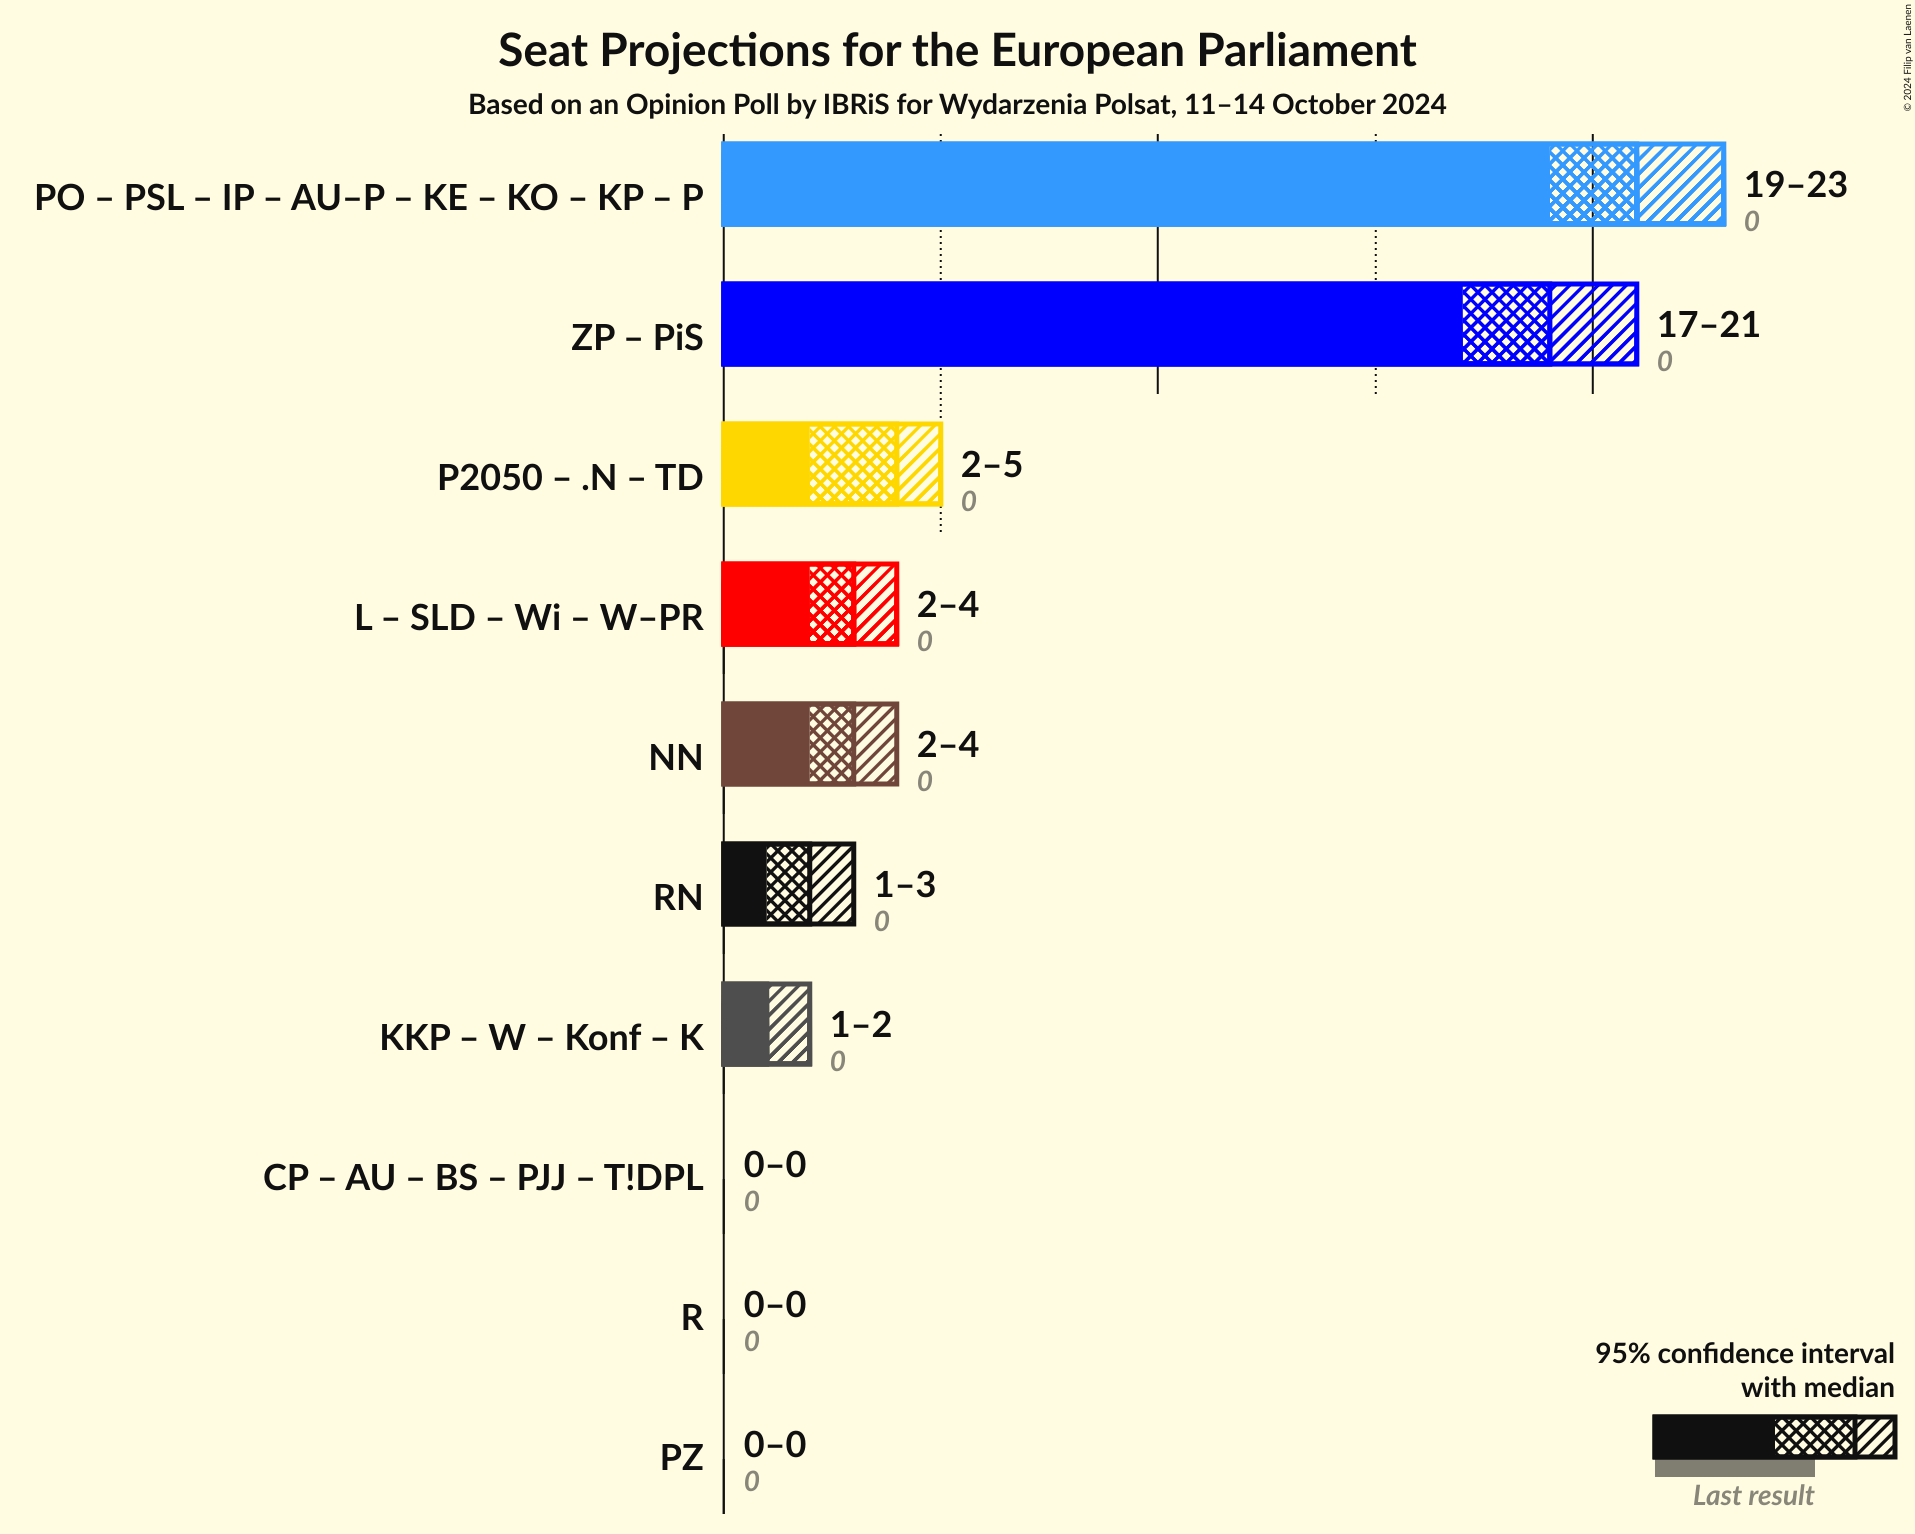 Seat Projections for the European Parliament
Based on an Opinion Poll by IBRiS for Wydarzenia Polsat, 11–14 October 2024
© 2024 Filip van Laenen
PO – PSL – IP – AU–P – KE – KO – KP – P
19–23
0
ZP – PiS
17–21
0
P2050 – .N – TD
2–5
0
L – SLD – Wi – W–PR
2–4
0
NN
2–4
0
RN
1–3
0
KKP – W – Konf – K
1–2
0
CP – AU – BS – PJJ – T!DPL
0–0
0
R
0–0
0
PZ
0–0
0
95% confidence interval
with median
Last result